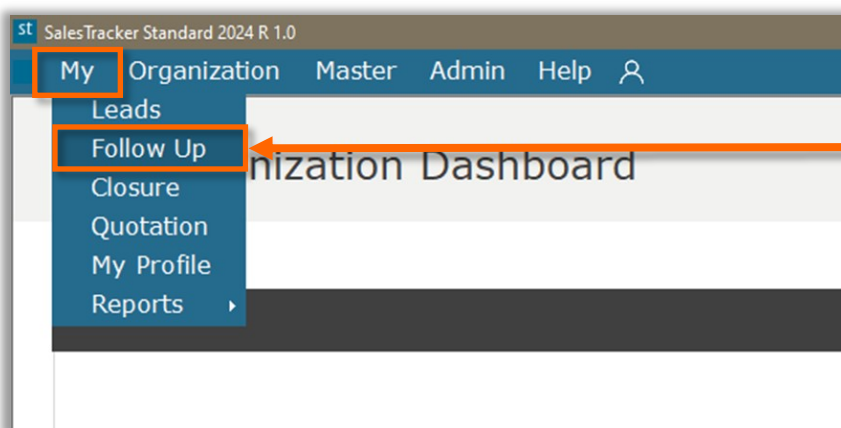 st SalesTracker Standard 2024 R 1.0
My Organization Master Admin Help
Leads
Follow Up
nization Dashboard
Closure
Quotation
My Profile
Reports